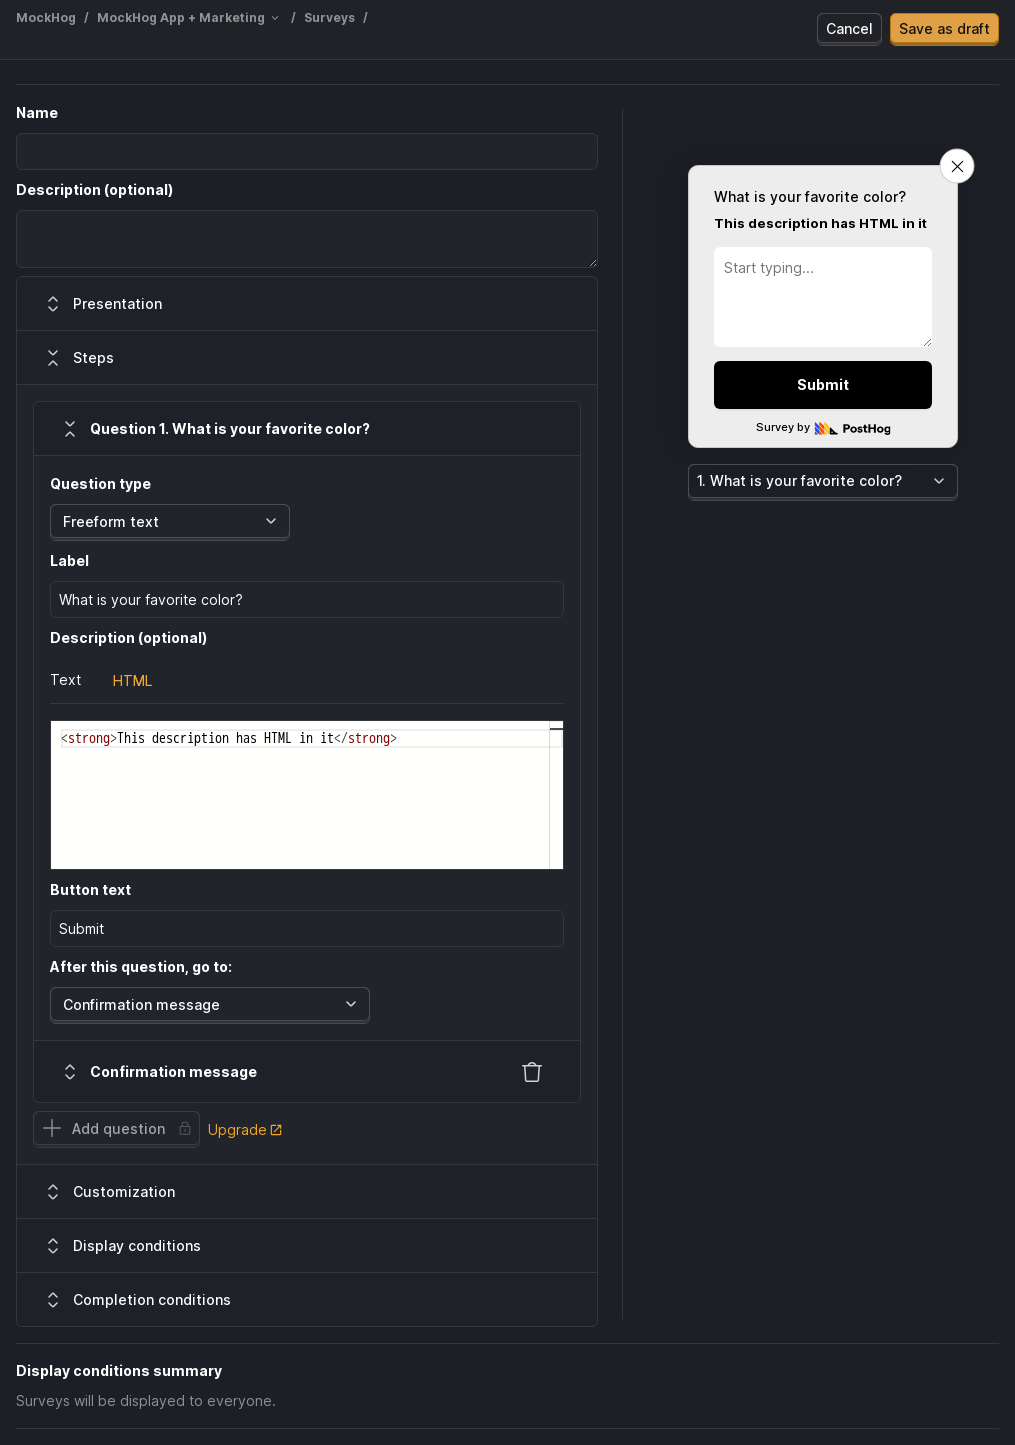 MockHog / MockHog App + Marketing / Surveys /
Cancel
Save as draft
Name
Description (optional)
Presentation
Steps
Question 1. What is your favorite color?
Question type
Freeform text
Label
What is your favorite color?
Description (optional)
Text HTML
<strong>This description has HTML in it</strong>
Button text
Submit
After this question, go to:
Confirmation message
Confirmation message
Add question
Upgrade
Customization
Display conditions
Completion conditions
What is your favorite color?
This description has HTML in it
Start typing...
Submit
Survey by PostHog
1. What is your favorite color?
Display conditions summary
Surveys will be displayed to everyone.